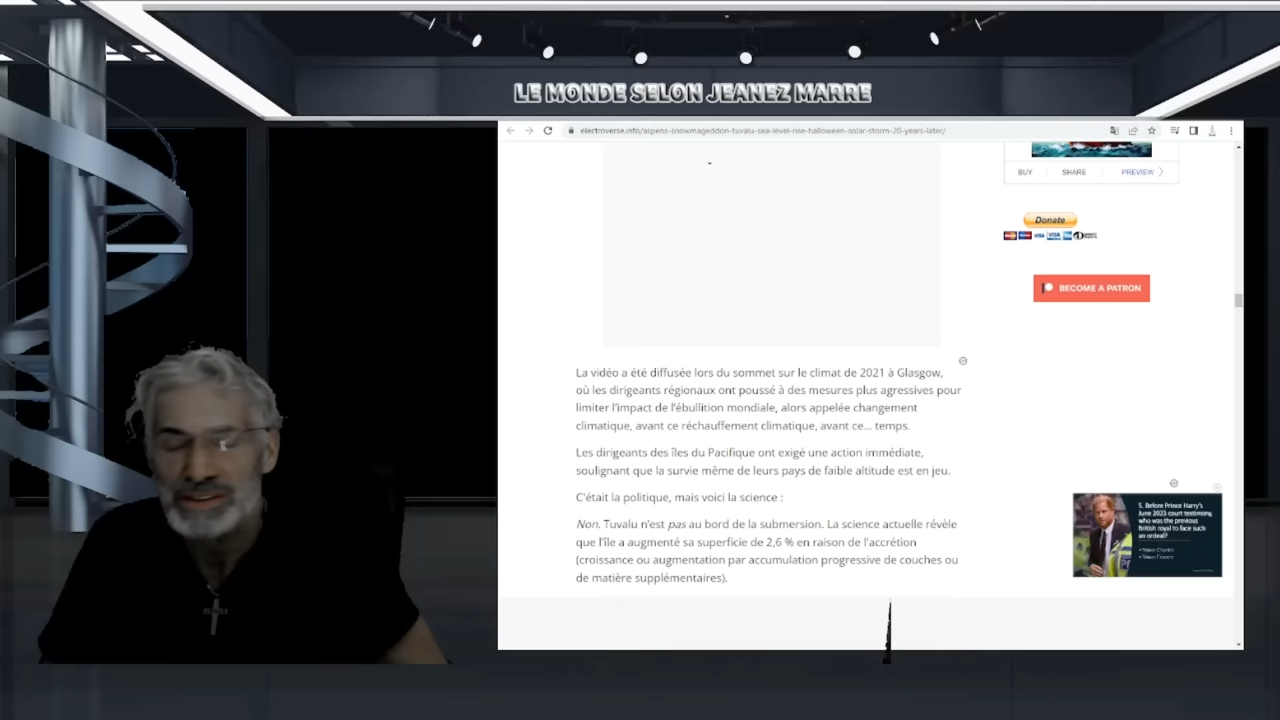 LE MONDE SELON JEANEZ MARRE
electroverse.info/aspens-snowmageddon-tuvalu-sea-level-rise-halloween-solar-storm-20-years-later/
BUY SHARE PREVIEW
Donate
BECOME A PATRON
La vidéo a été diffusée lors du sommet sur le climat de 2021 à Glasgow,
où les dirigeants régionaux ont poussé à des mesures plus agressives pour
limiter l'impact de l'ébullition mondiale, alors appelée changement
climatique, avant ce réchauffement climatique, avant ce... temps.
Les dirigeants des îles du Pacifique ont exigé une action immédiate,
soulignant que la survie même de leurs pays de faible altitude est en jeu.
C'était la politique, mais voici la science :
Non. Tuvalu n'est pas au bord de la submersion. La science actuelle révèle
que l'île a augmenté sa superficie de 2,6 % en raison de l'accrétion
(croissance ou augmentation par accumulation progressive de couches ou
de matière supplémentaires).
5. Before Prince Harry's
June 2023 court testimony,
who was the previous
British royal to face such
an ordeal?